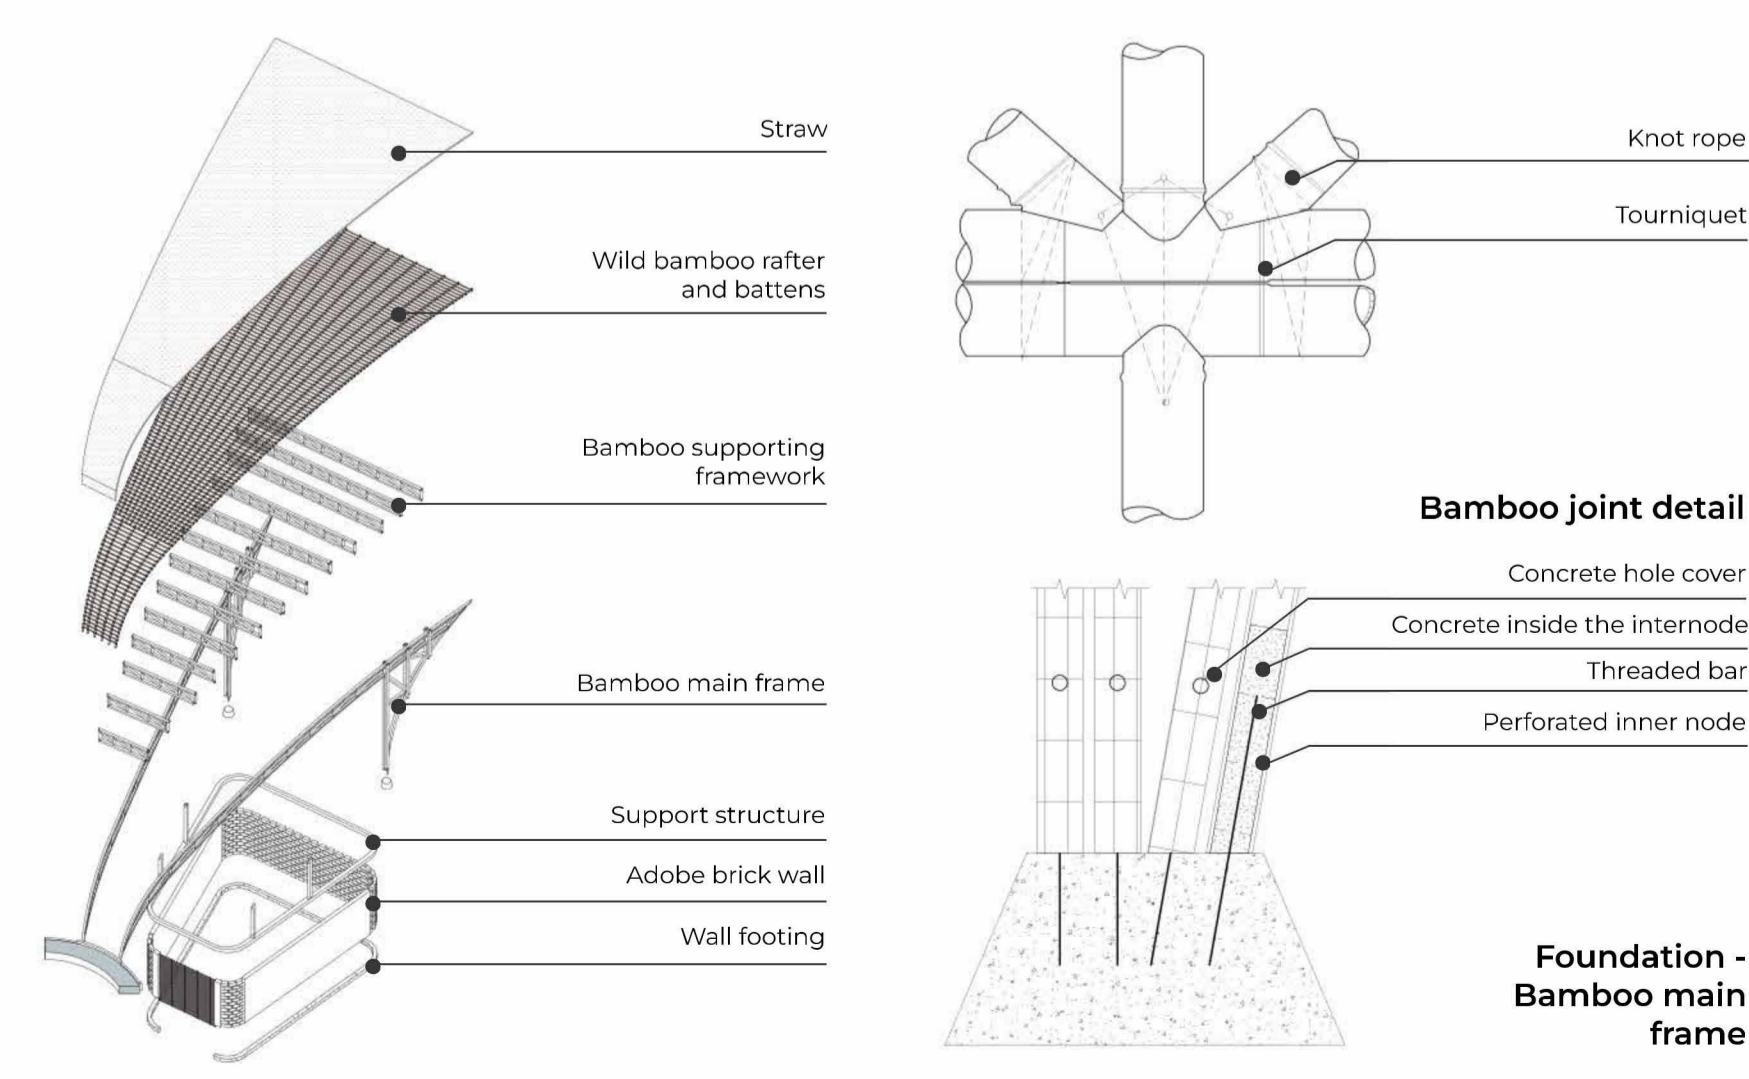 Straw
Wild bamboo rafter
and battens
Bamboo supporting
framework
Bamboo main frame
Support structure
Adobe brick wall
Wall footing
Knot rope
Tourniquet
Bamboo joint detail
Concrete hole cover
Concrete inside the internode
Threaded bar
Perforated inner node
Foundation -
Bamboo main
frame